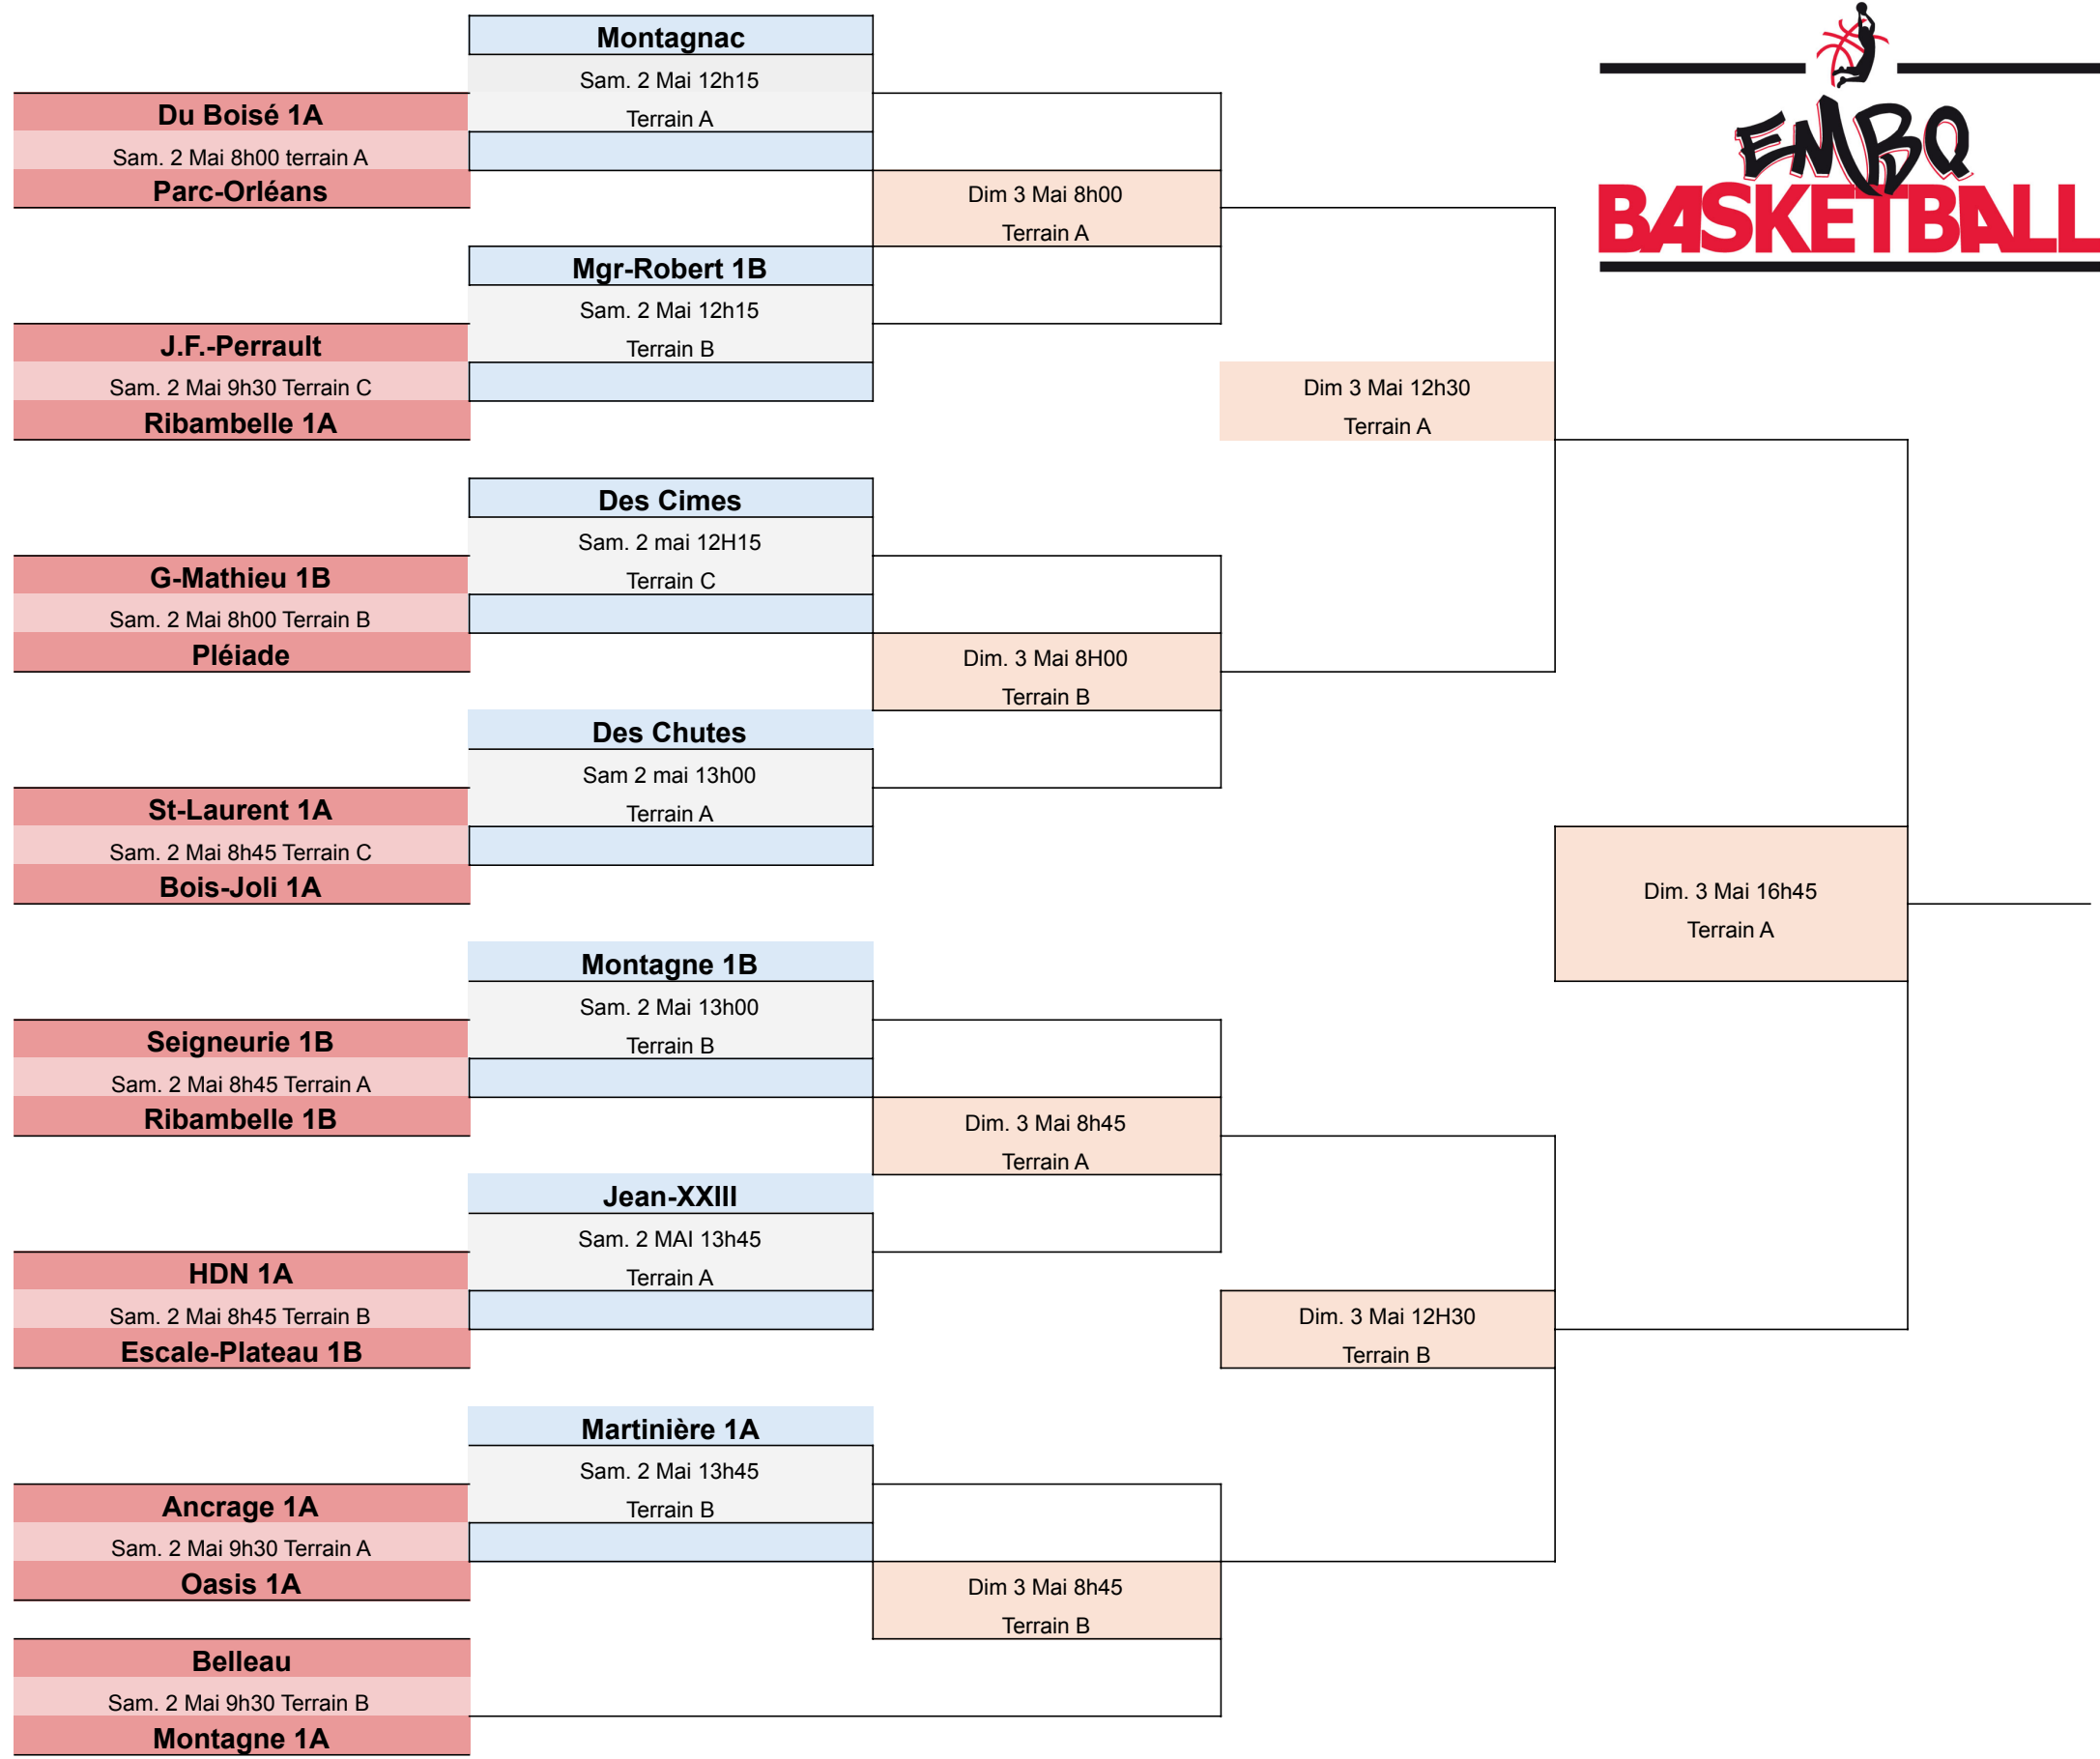 Montagnac
Sam. 2 Mai 12h15
Terrain A
EMBQ
BASKETBALL
Du Boisé 1A
Sam. 2 Mai 8h00 terrain A
Parc-Orléans
Dim 3 Mai 8h00
Terrain A
Mgr-Robert 1B
Sam. 2 Mai 12h15
Terrain B
J.F.-Perrault
Sam. 2 Mai 9h30 Terrain C
Ribambelle 1A
Dim 3 Mai 12h30
Terrain A
Des Cimes
Sam. 2 mai 12H15
Terrain C
G-Mathieu 1B
Sam. 2 Mai 8h00 Terrain B
Pléiade
Dim. 3 Mai 8H00
Terrain B
Des Chutes
Sam 2 mai 13h00
Terrain A
St-Laurent 1A
Sam. 2 Mai 8h45 Terrain C
Bois-Joli 1A
Dim. 3 Mai 16h45
Terrain A
Montagne 1B
Sam. 2 Mai 13h00
Terrain B
Seigneurie 1B
Sam. 2 Mai 8h45 Terrain A
Ribambelle 1B
Dim. 3 Mai 8h45
Terrain A
Jean-XXIII
Sam. 2 MAI 13h45
Terrain A
HDN 1A
Sam. 2 Mai 8h45 Terrain B
Escale-Plateau 1B
Dim. 3 Mai 12H30
Terrain B
Martinière 1A
Sam. 2 Mai 13h45
Terrain B
Ancrage 1A
Sam. 2 Mai 9h30 Terrain A
Oasis 1A
Dim 3 Mai 8h45
Terrain B
Belleau
Sam. 2 Mai 9h30 Terrain B
Montagne 1A